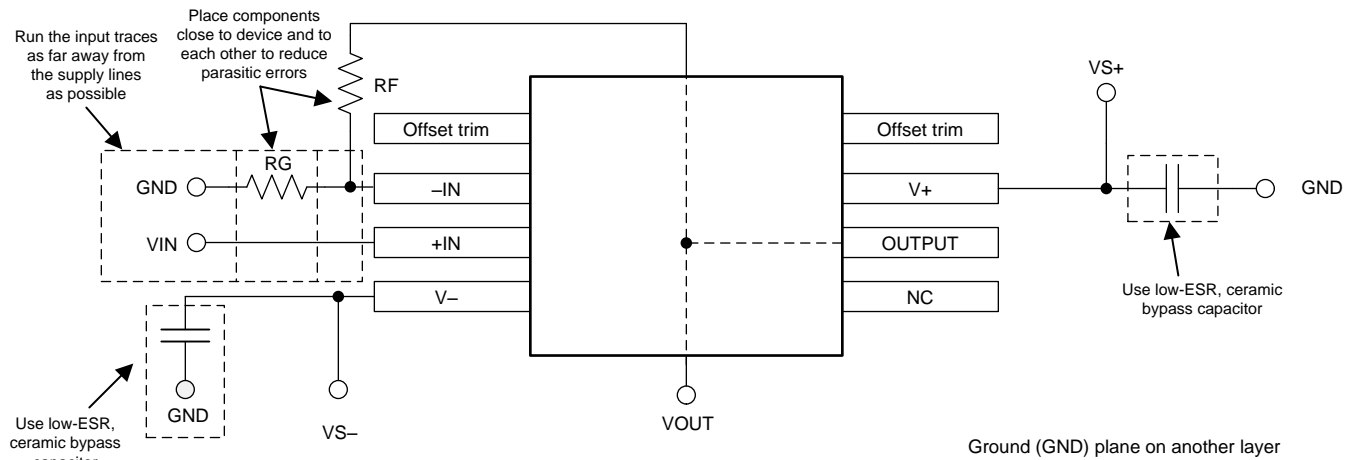 Place components
close to device and to
each other to reduce
parasitic errors
Run the input traces
as far away from
the supply lines
as possible
RF
VS+
Offset trim
Offset trim
RG
GND
–IN
V+
GND
VIN
+IN
OUTPUT
V–
NC
Use low-ESR, ceramic
bypass capacitor
GND
VS–
VOUT
Use low-ESR,
ceramic bypass
capacitor
Ground (GND) plane on another layer